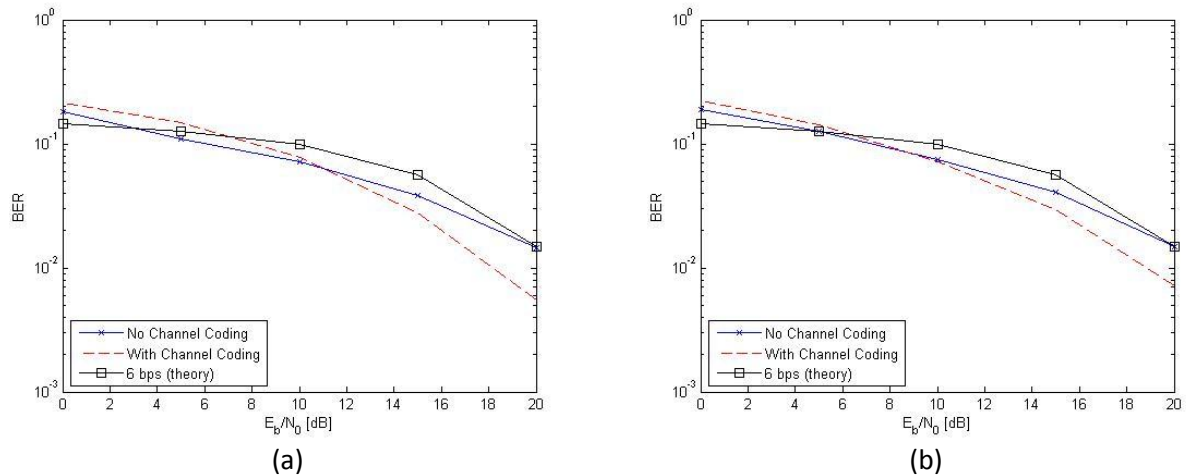 10^0
10^-1
10^-2
10^-3
BER
0 2 4 6 8 10 12 14 16 18 20
E_b/N_0 [dB]
No Channel Coding
With Channel Coding
6 bps (theory)
(a)
10^0
10^-1
10^-2
10^-3
BER
0 2 4 6 8 10 12 14 16 18 20
E_b/N_0 [dB]
No Channel Coding
With Channel Coding
6 bps (theory)
(b)